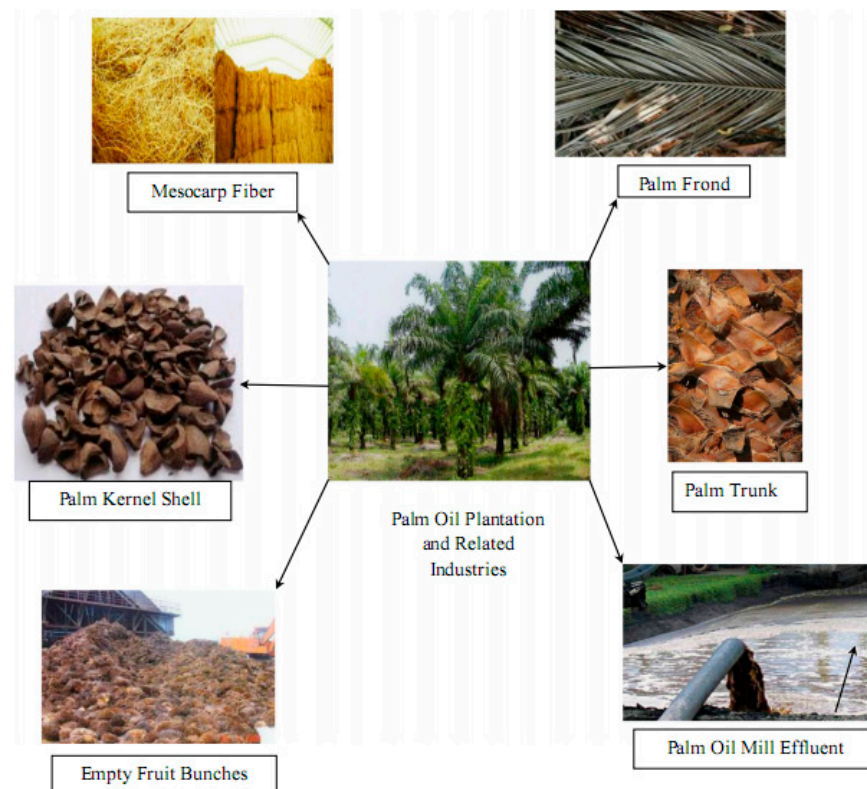 Mesocarp Fiber
Palm Frond
Palm Kernel Shell
Palm Trunk
Palm Oil Plantation
and Related
Industries
Empty Fruit Bunches
Palm Oil Mill Effluent